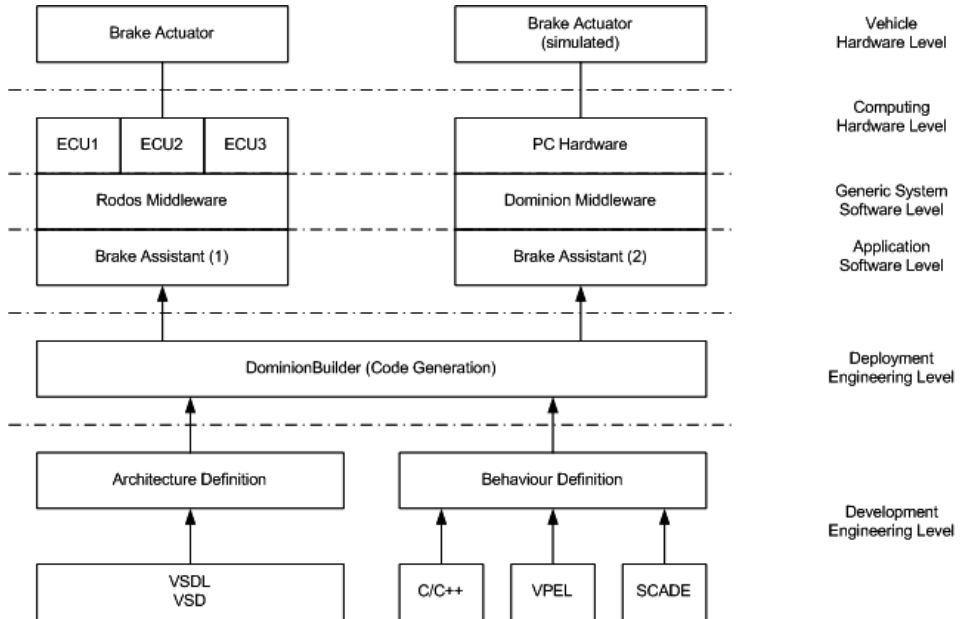 Brake Actuator
Brake Actuator
(simulated)
Vehicle
Hardware Level
ECU1
ECU2
ECU3
PC Hardware
Computing
Hardware Level
Rodos Middleware
Dominion Middleware
Generic System
Software Level
Brake Assistant (1)
Brake Assistant (2)
Application
Software Level
DominionBuilder (Code Generation)
Deployment
Engineering Level
Architecture Definition
Behaviour Definition
Development
Engineering Level
VSDL
VSD
C/C++
VPEL
SCADE